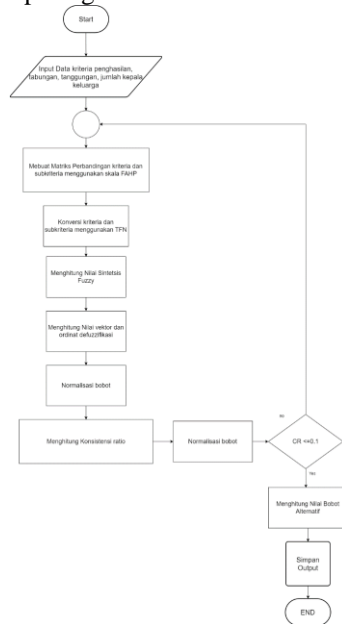 Start
Input Data kriteria penghasilan,
tabungan, tanggungan, jumlah kepala
keluarga
Mebuat Matriks Perbandingan kriteria dan
subkriteria menggunakan skala FAHP
Konversi kriteria dan
subkriteria menggunakan TFN
Menghitung Nilai Sintetsis
Fuzzy
Menghitung Nilai vektor dan
ordinat defuzzifikasi
Normalisasi bobot
Menghitung Konsistensi ratio
Normalisasi bobot
No
CR <=0.1
Yes
Menghitung Nilai Bobot
Alternatif
Simpan
Output
END